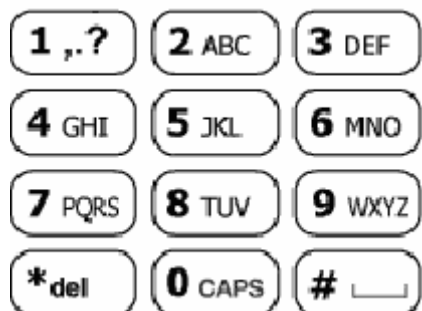 1 ,.? 2 ABC 3 DEF
4 GHI 5 JKL 6 MNO
7 PQRS 8 TUV 9 WXYZ
*del 0 CAPS #